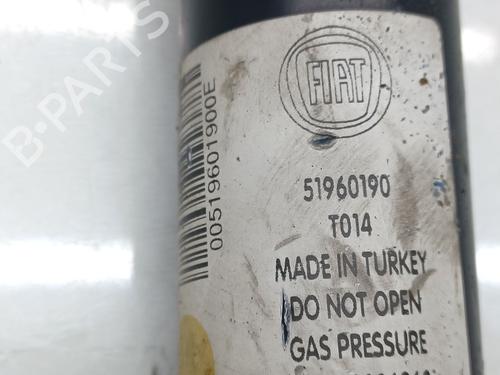 B-PARTS
FIAT
51960190
T014
MADE IN TURKEY
DO NOT OPEN
GAS PRESSURE
00519601900E